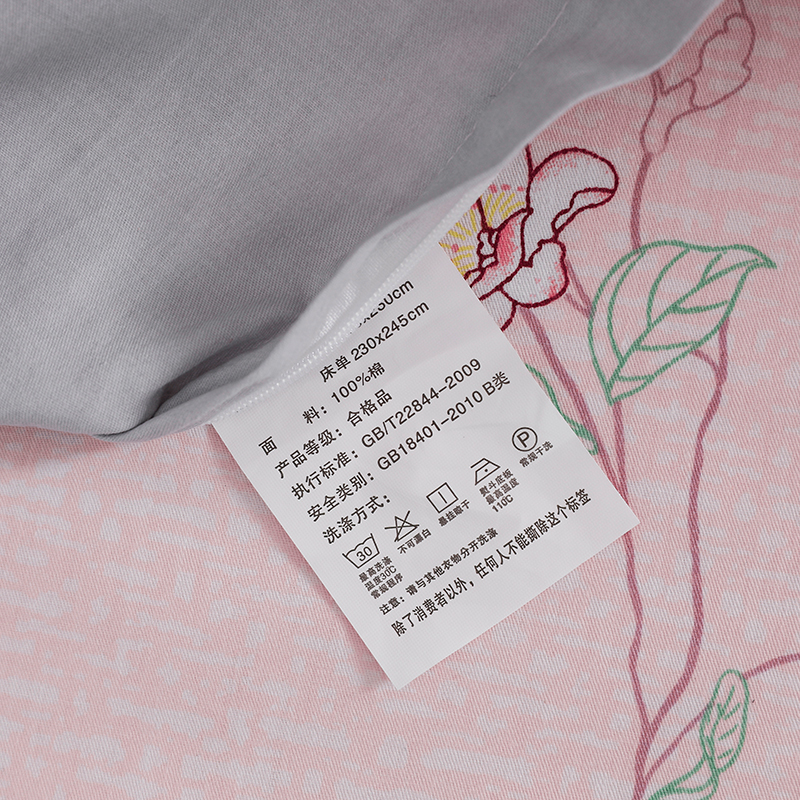 x230cm
床单 230x245cm
面 料：100%棉
产品等级：合格品
执行标准：GB/T22844-2009
安全类别：GB18401-2010 B类
洗涤方式：
30
P
最高洗涤
温度30℃
常规程序
不可漂白
悬挂晾干
熨斗底板
最高温度
110℃
常规干洗
注意：请与其他衣物分开洗涤
除了消费者以外，任何人不能撕除这个标签